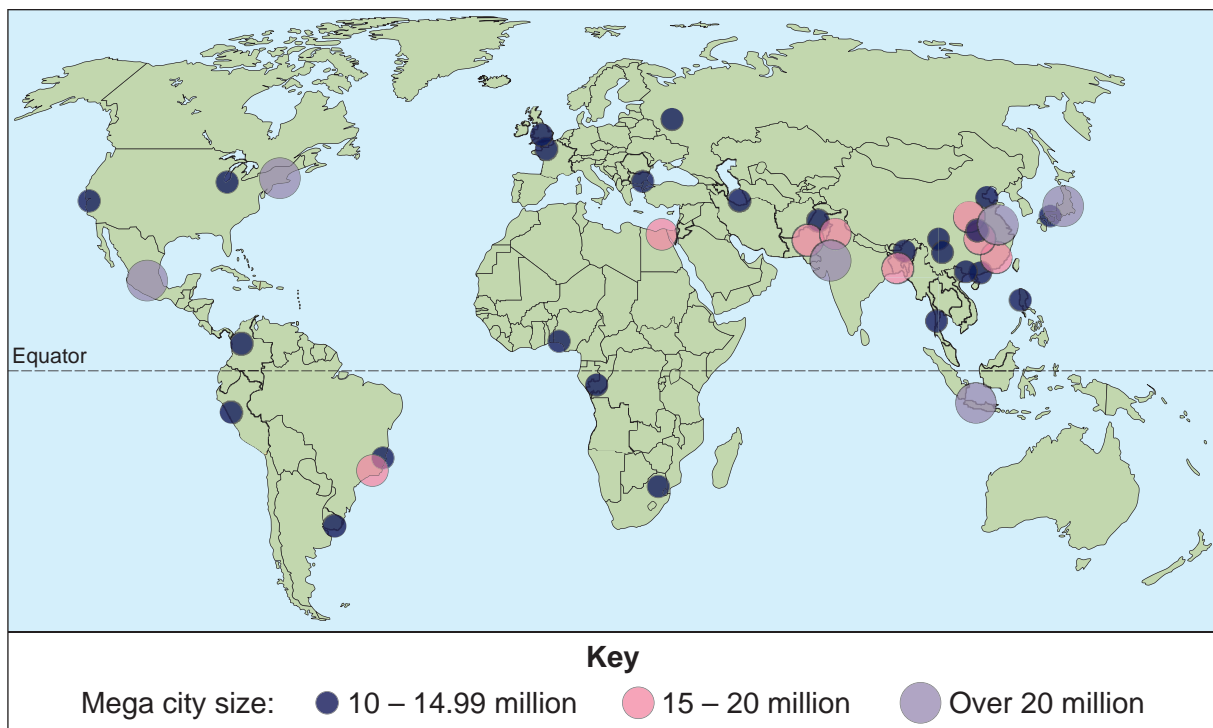 Equator
Key
Mega city size: 10 – 14.99 million 15 – 20 million Over 20 million